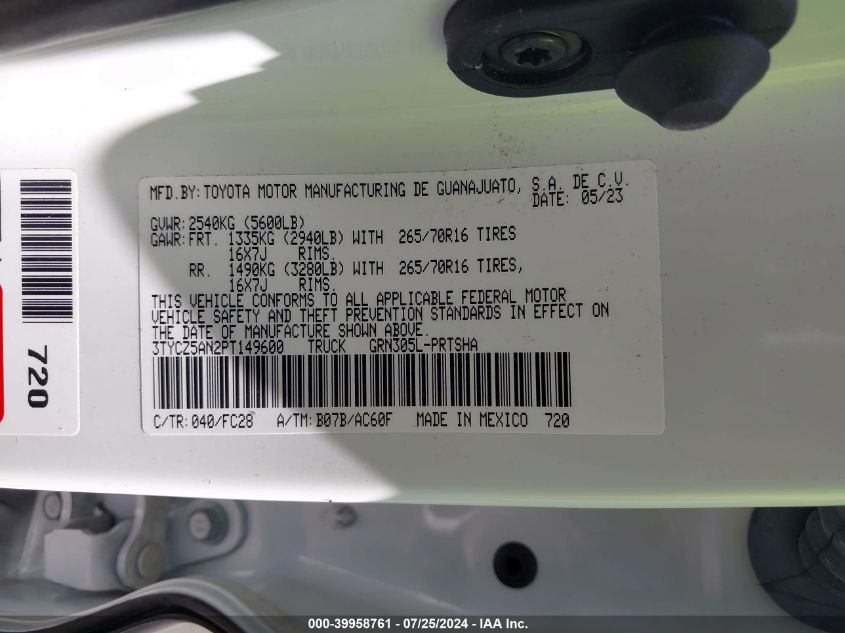 MFD.BY:TOYOTA MOTOR MANUFACTURING DE GUANAJUATO, S.A. DE C.V.
DATE: 05/23
GVWR:2540KG (5600LB)
GAWR:FRT. 1335KG (2940LB) WITH 265/70R16 TIRES
16X7J RIMS.
RR. 1490KG (3280LB) WITH 265/70R16 TIRES,
16X7J RIMS.
THIS VEHICLE CONFORMS TO ALL APPLICABLE FEDERAL MOTOR
VEHICLE SAFETY AND THEFT PREVENTION STANDARDS IN EFFECT ON
THE DATE OF MANUFACTURE SHOWN ABOVE.
3TYCZ5AN2PT149600 TRUCK GRN305L-PRTSHA
C/TR:040/FC28 A/TM:B07B/AC60F MADE IN MEXICO 720
720
000-39958761 - 07/25/2024 - IAA Inc.